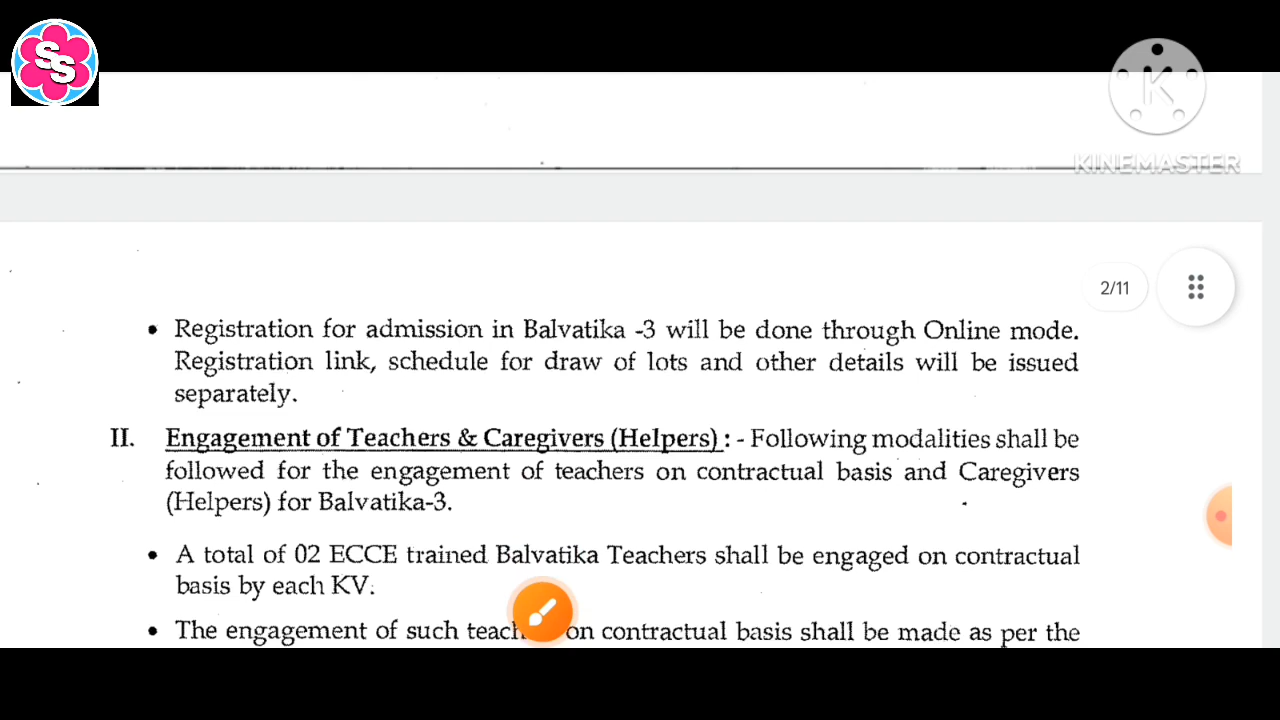 SS
K
KINEMASTER
2/11
• Registration for admission in Balvatika -3 will be done through Online mode.
Registration link, schedule for draw of lots and other details will be issued
separately.
II. Engagement of Teachers & Caregivers (Helpers) : - Following modalities shall be
followed for the engagement of teachers on contractual basis and Caregivers
(Helpers) for Balvatika-3.
• A total of 02 ECCE trained Balvatika Teachers shall be engaged on contractual
basis by each KV.
• The engagement of such on contractual basis shall be made as per the